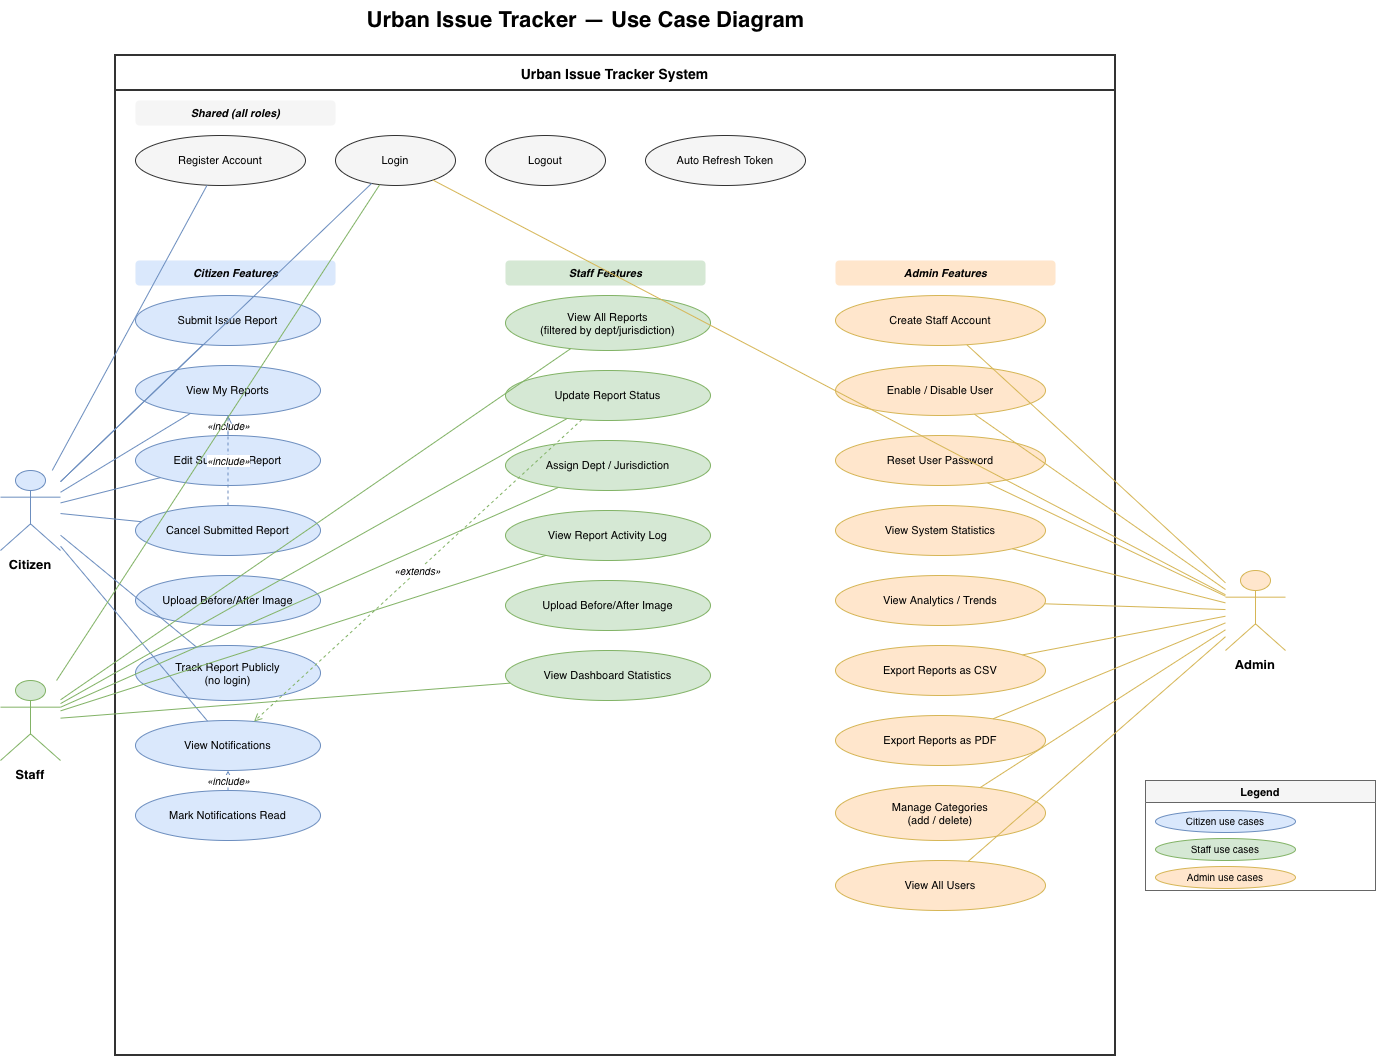 Urban Issue Tracker — Use Case Diagram
Urban Issue Tracker System
Shared (all roles)
Register Account
Login
Logout
Auto Refresh Token
Citizen Features
Staff Features
Admin Features
Submit Issue Report
View All Reports
(filtered by dept/jurisdiction)
Create Staff Account
View My Reports
Update Report Status
Enable / Disable User
«include»
Edit Su
«include»
Report
Assign Dept / Jurisdiction
Reset User Password
Cancel Submitted Report
View Report Activity Log
View System Statistics
Citizen
«extends»
Upload Before/After Image
Upload Before/After Image
View Analytics / Trends
Track Report Publicly
(no login)
View Dashboard Statistics
Export Reports as CSV
Admin
View Notifications
Export Reports as PDF
Staff
«include»
Mark Notifications Read
Manage Categories
(add / delete)
View All Users
Legend
Citizen use cases
Staff use cases
Admin use cases